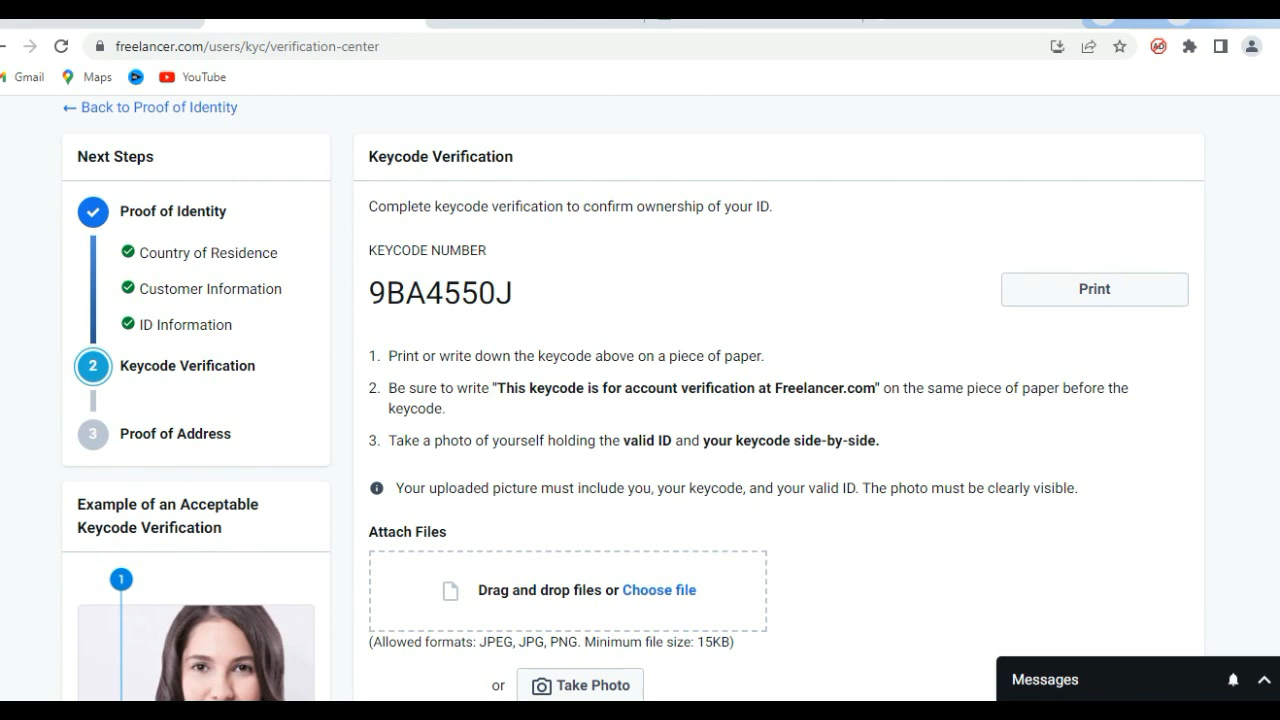 freelancer.com/users/kyc/verification-center
Gmail
Maps
YouTube
← Back to Proof of Identity
Next Steps
Proof of Identity
Country of Residence
Customer Information
ID Information
2 Keycode Verification
3 Proof of Address
Example of an Acceptable
Keycode Verification
1
Keycode Verification
Complete keycode verification to confirm ownership of your ID.
KEYCODE NUMBER
9BA4550J
Print
1. Print or write down the keycode above on a piece of paper.
2. Be sure to write "This keycode is for account verification at Freelancer.com" on the same piece of paper before the
keycode.
3. Take a photo of yourself holding the valid ID and your keycode side-by-side.
Your uploaded picture must include you, your keycode, and your valid ID. The photo must be clearly visible.
Attach Files
Drag and drop files or Choose file
(Allowed formats: JPEG, JPG, PNG. Minimum file size: 15KB)
or Take Photo
Messages